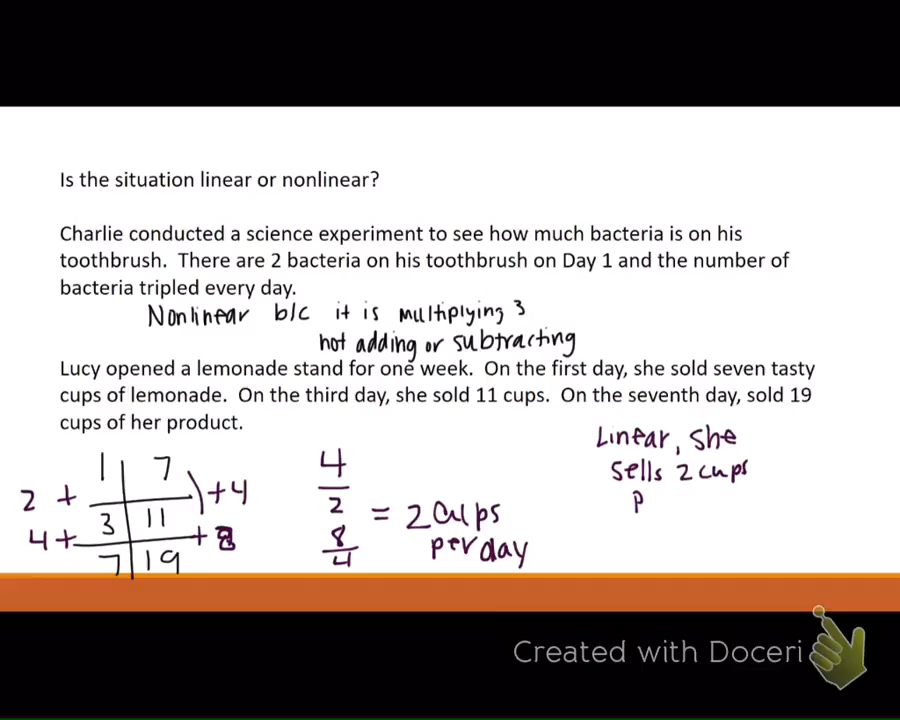 Is the situation linear or nonlinear?
Charlie conducted a science experiment to see how much bacteria is on his
toothbrush. There are 2 bacteria on his toothbrush on Day 1 and the number of
bacteria tripled every day.
Nonlinear b/c it is multiplying 3
not adding or subtracting
Lucy opened a lemonade stand for one week. On the first day, she sold seven tasty
cups of lemonade. On the third day, she sold 11 cups. On the seventh day, sold 19
cups of her product.
Linear, she
sells 2 cups
p
1 7
2 + +4
3 11
4+ +8
7 19
4
2
8
4
= 2 cups
per day
Created with Doceri